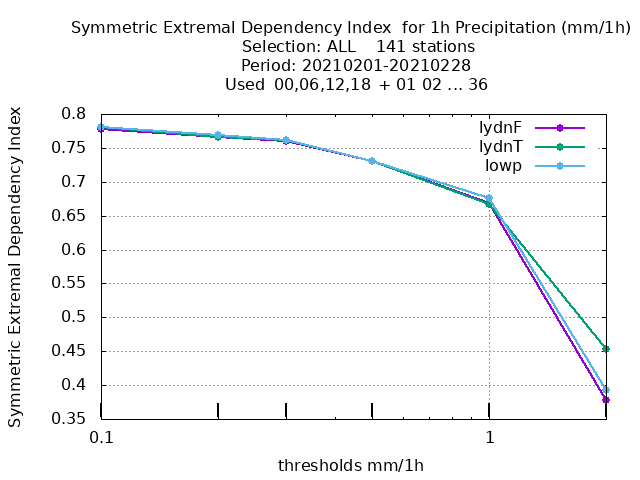 Symmetric Extremal Dependency Index  for 1h Precipitation (mm/1h)
Selection: ALL    141 stations
Period: 20210201-20210228
Used  00,06,12,18  + 01 02 ... 36
Symmetric Extremal Dependency Index
0.8
0.75
0.7
0.65
0.6
0.55
0.5
0.45
0.4
0.35
lydnF
lydnT
lowp
0.1
1
thresholds mm/1h